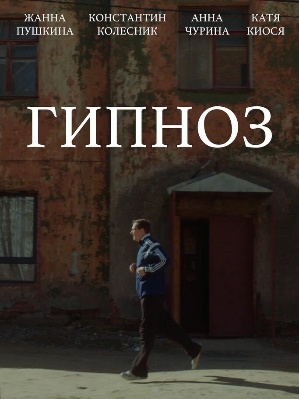 ЖАННА КОНСТАНТИН АННА КАТЯ
ПУШКИНА КОЛЕСНИК ЧУРИНА КИОСЯ
ГИПНОЗ